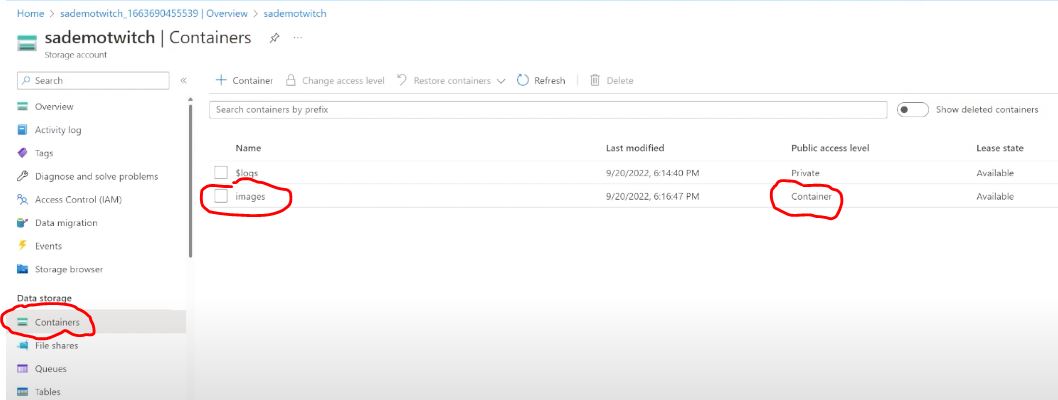 Home > sademotwitch_1663690455539 | Overview > sademotwitch
sademotwitch | Containers
Storage account
Search
+ Container Change access level Restore containers Refresh Delete
Search containers by prefix
Show deleted containers
Overview
Activity log
Tags
Diagnose and solve problems
Access Control (IAM)
Data migration
Events
Storage browser
Data storage
Containers
File shares
Queues
Tables
Name Last modified Public access level Lease state
$logs 9/20/2022, 6:14:40 PM Private Available
images 9/20/2022, 6:16:47 PM Container Available